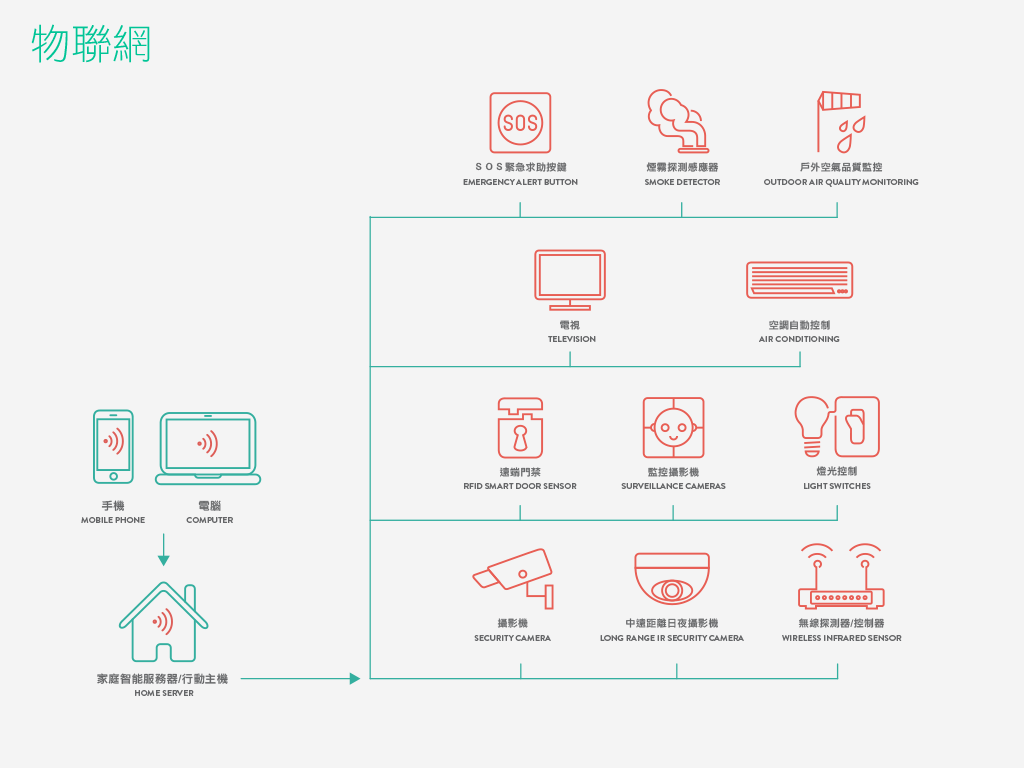 物聯網
SOS
SOS緊急求助按鍵
EMERGENCY ALERT BUTTON
煙霧探測感應器
SMOKE DETECTOR
戶外空氣品質監控
OUTDOOR AIR QUALITY MONITORING
電視
TELEVISION
空調自動控制
AIR CONDITIONING
遠端門禁
RFID SMART DOOR SENSOR
監控攝影機
SURVEILLANCE CAMERAS
燈光控制
LIGHT SWITCHES
手機
MOBILE PHONE
電腦
COMPUTER
攝影機
SECURITY CAMERA
中遠距離日夜攝影機
LONG RANGE IR SECURITY CAMERA
無線探測器/控制器
WIRELESS INFRARED SENSOR
家庭智能服務器/行動主機
HOME SERVER